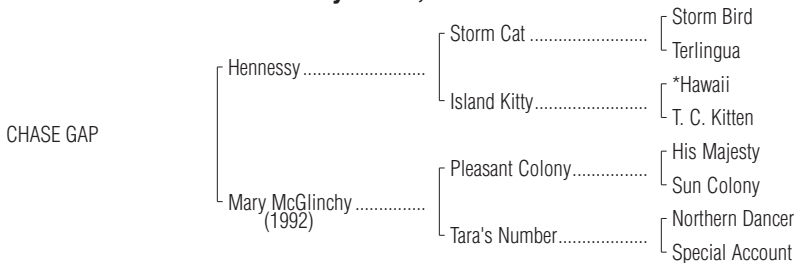 Storm Bird
Storm Cat ..........................
Terlingua
Hennessy...........................
*Hawaii
Island Kitty.........................
T. C. Kitten
CHASE GAP
His Majesty
Pleasant Colony.................
Sun Colony
Mary McGlinchy ................
(1992)
Northern Dancer
Tara's Number....................
Special Account